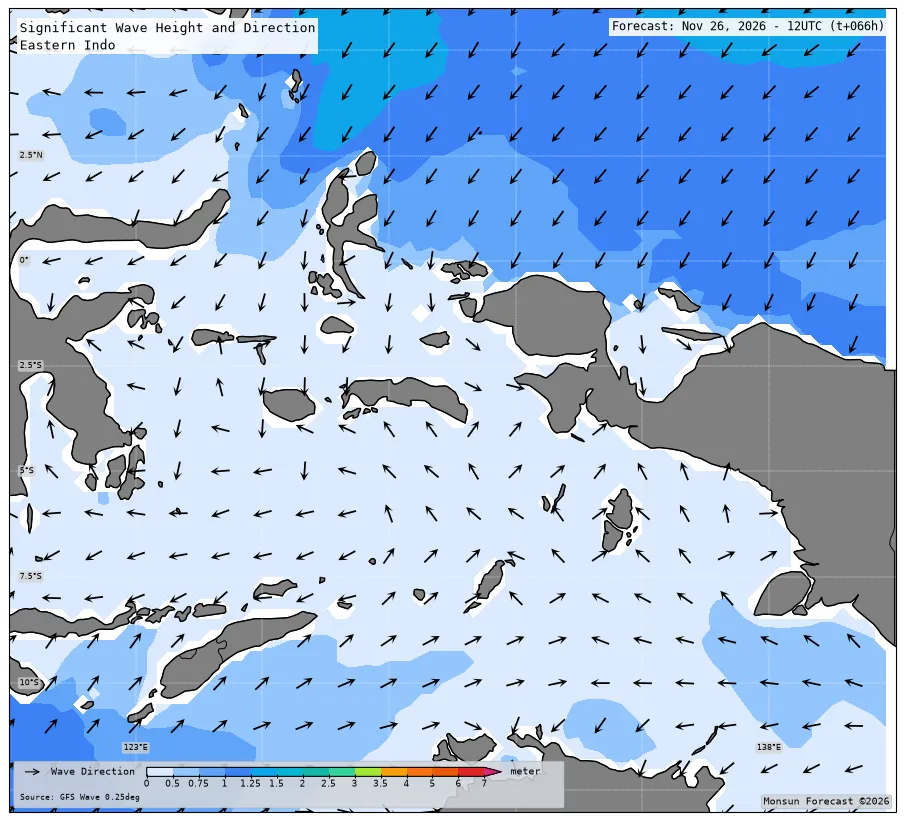 Significant Wave Height and Direction
Eastern Indo
Forecast: Nov 26, 2026 - 12UTC (t+066h)
2.5°N
0°
2.5°S
5°S
7.5°S
10°S
123°E
138°E
Wave Direction
meter
0 0.5 0.75 1 1.25 1.5 2 2.5 3 3.5 4 5 6 7
Source: GFS Wave 0.25deg
Monsun Forecast ©2026